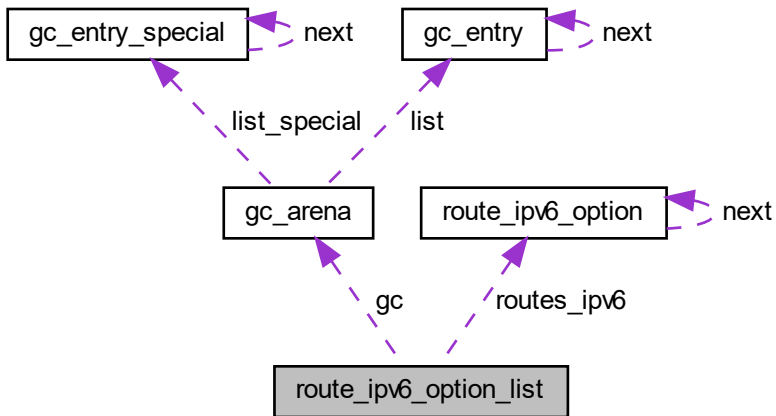 gc_entry_special
next
gc_entry
next
list_special
list
gc_arena
route_ipv6_option
next
gc
routes_ipv6
route_ipv6_option_list